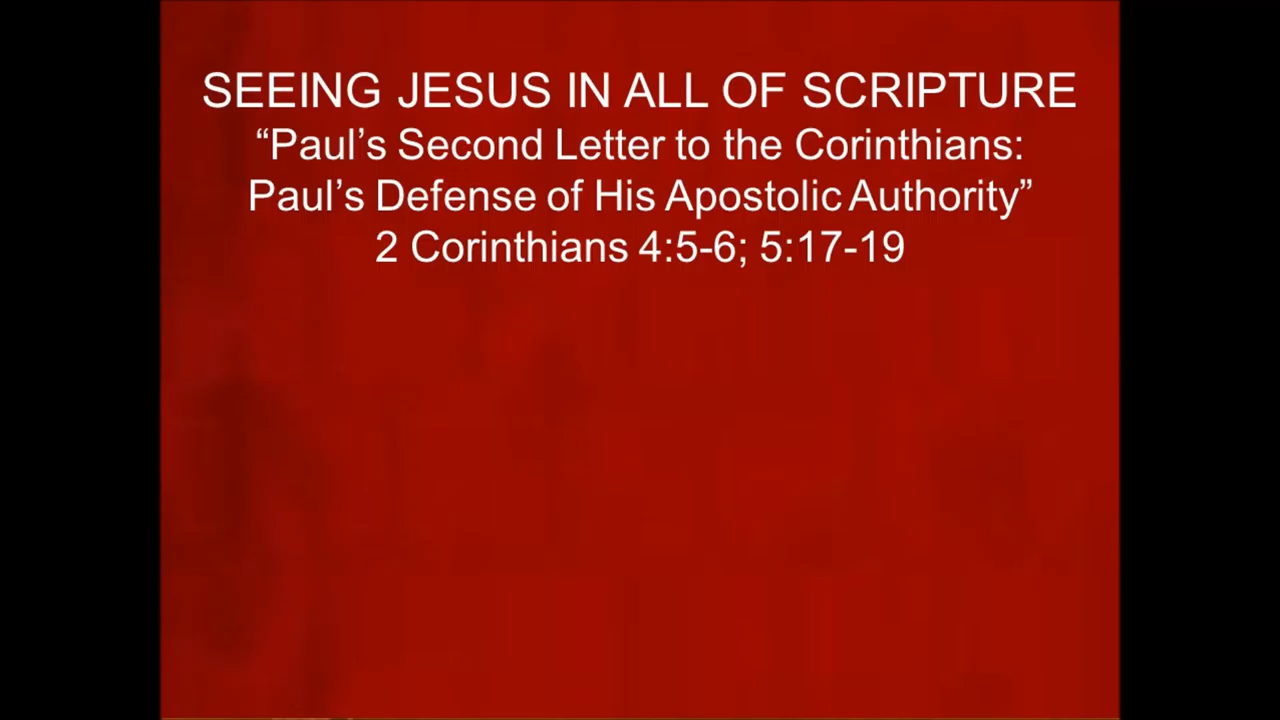 SEEING JESUS IN ALL OF SCRIPTURE
“Paul’s Second Letter to the Corinthians:
Paul’s Defense of His Apostolic Authority”
2 Corinthians 4:5-6; 5:17-19